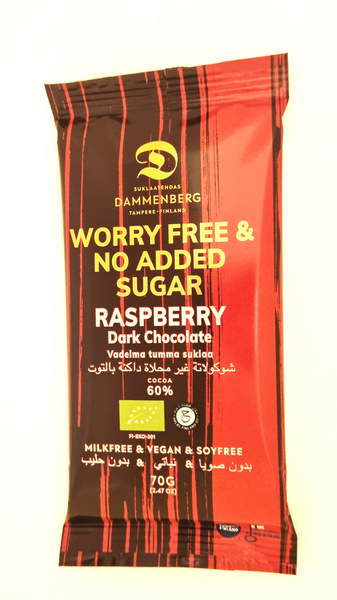 SUKLAATEHDAS
DAMMENBERG
TAMPERE-FINLAND
WORRY FREE &
NO ADDED
SUGAR
RASPBERRY
Dark Chocolate
Vadelma tumma suklaa
شوكولاتة غير محلاة داكنة بالتوت
COCOA
60%
FI-EKO-201
MILKFREE & VEGAN & SOYFREE
بدون صويا & نباتي & بدون حليب
70G
(2.47 OZ)